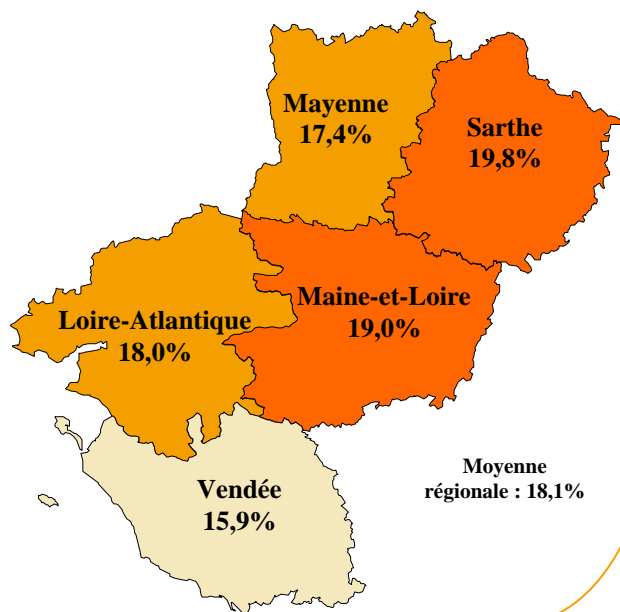 Mayenne
17,4%
Sarthe
19,8%
Maine-et-Loire
19,0%
Loire-Atlantique
18,0%
Vendée
15,9%
Moyenne
régionale : 18,1%